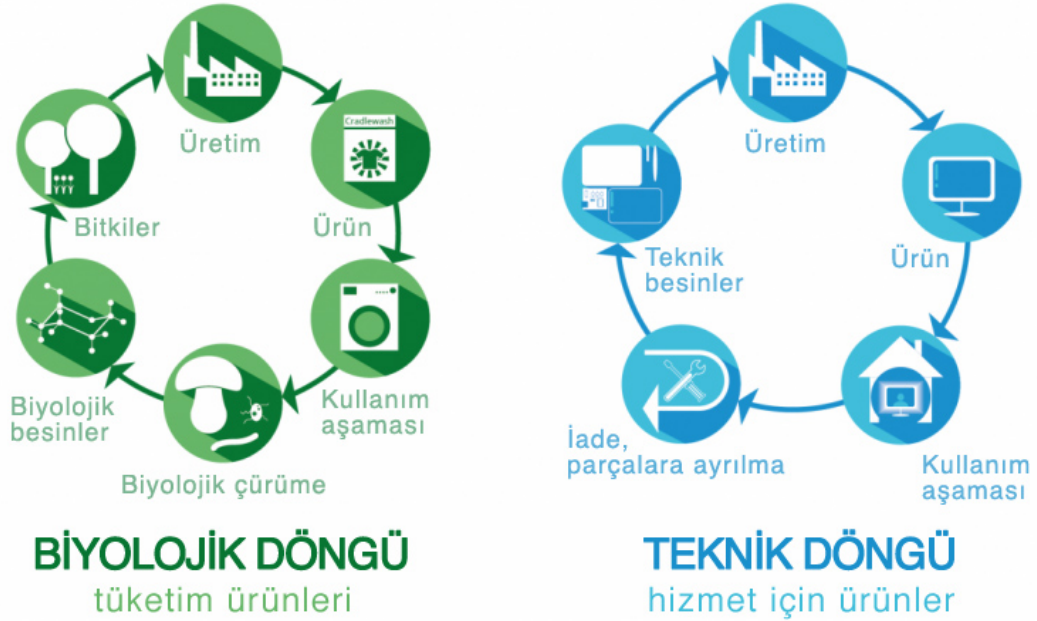 Üretim
Cradlewash
Ürün
Kullanım
aşaması
Biyolojik çürüme
Biyolojik
besinler
Bitkiler
BİYOLOJİK DÖNGÜ
tüketim ürünleri
Üretim
Ürün
Kullanım
aşaması
İade,
parçalara ayrılma
Teknik
besinler
TEKNİK DÖNGÜ
hizmet için ürünler